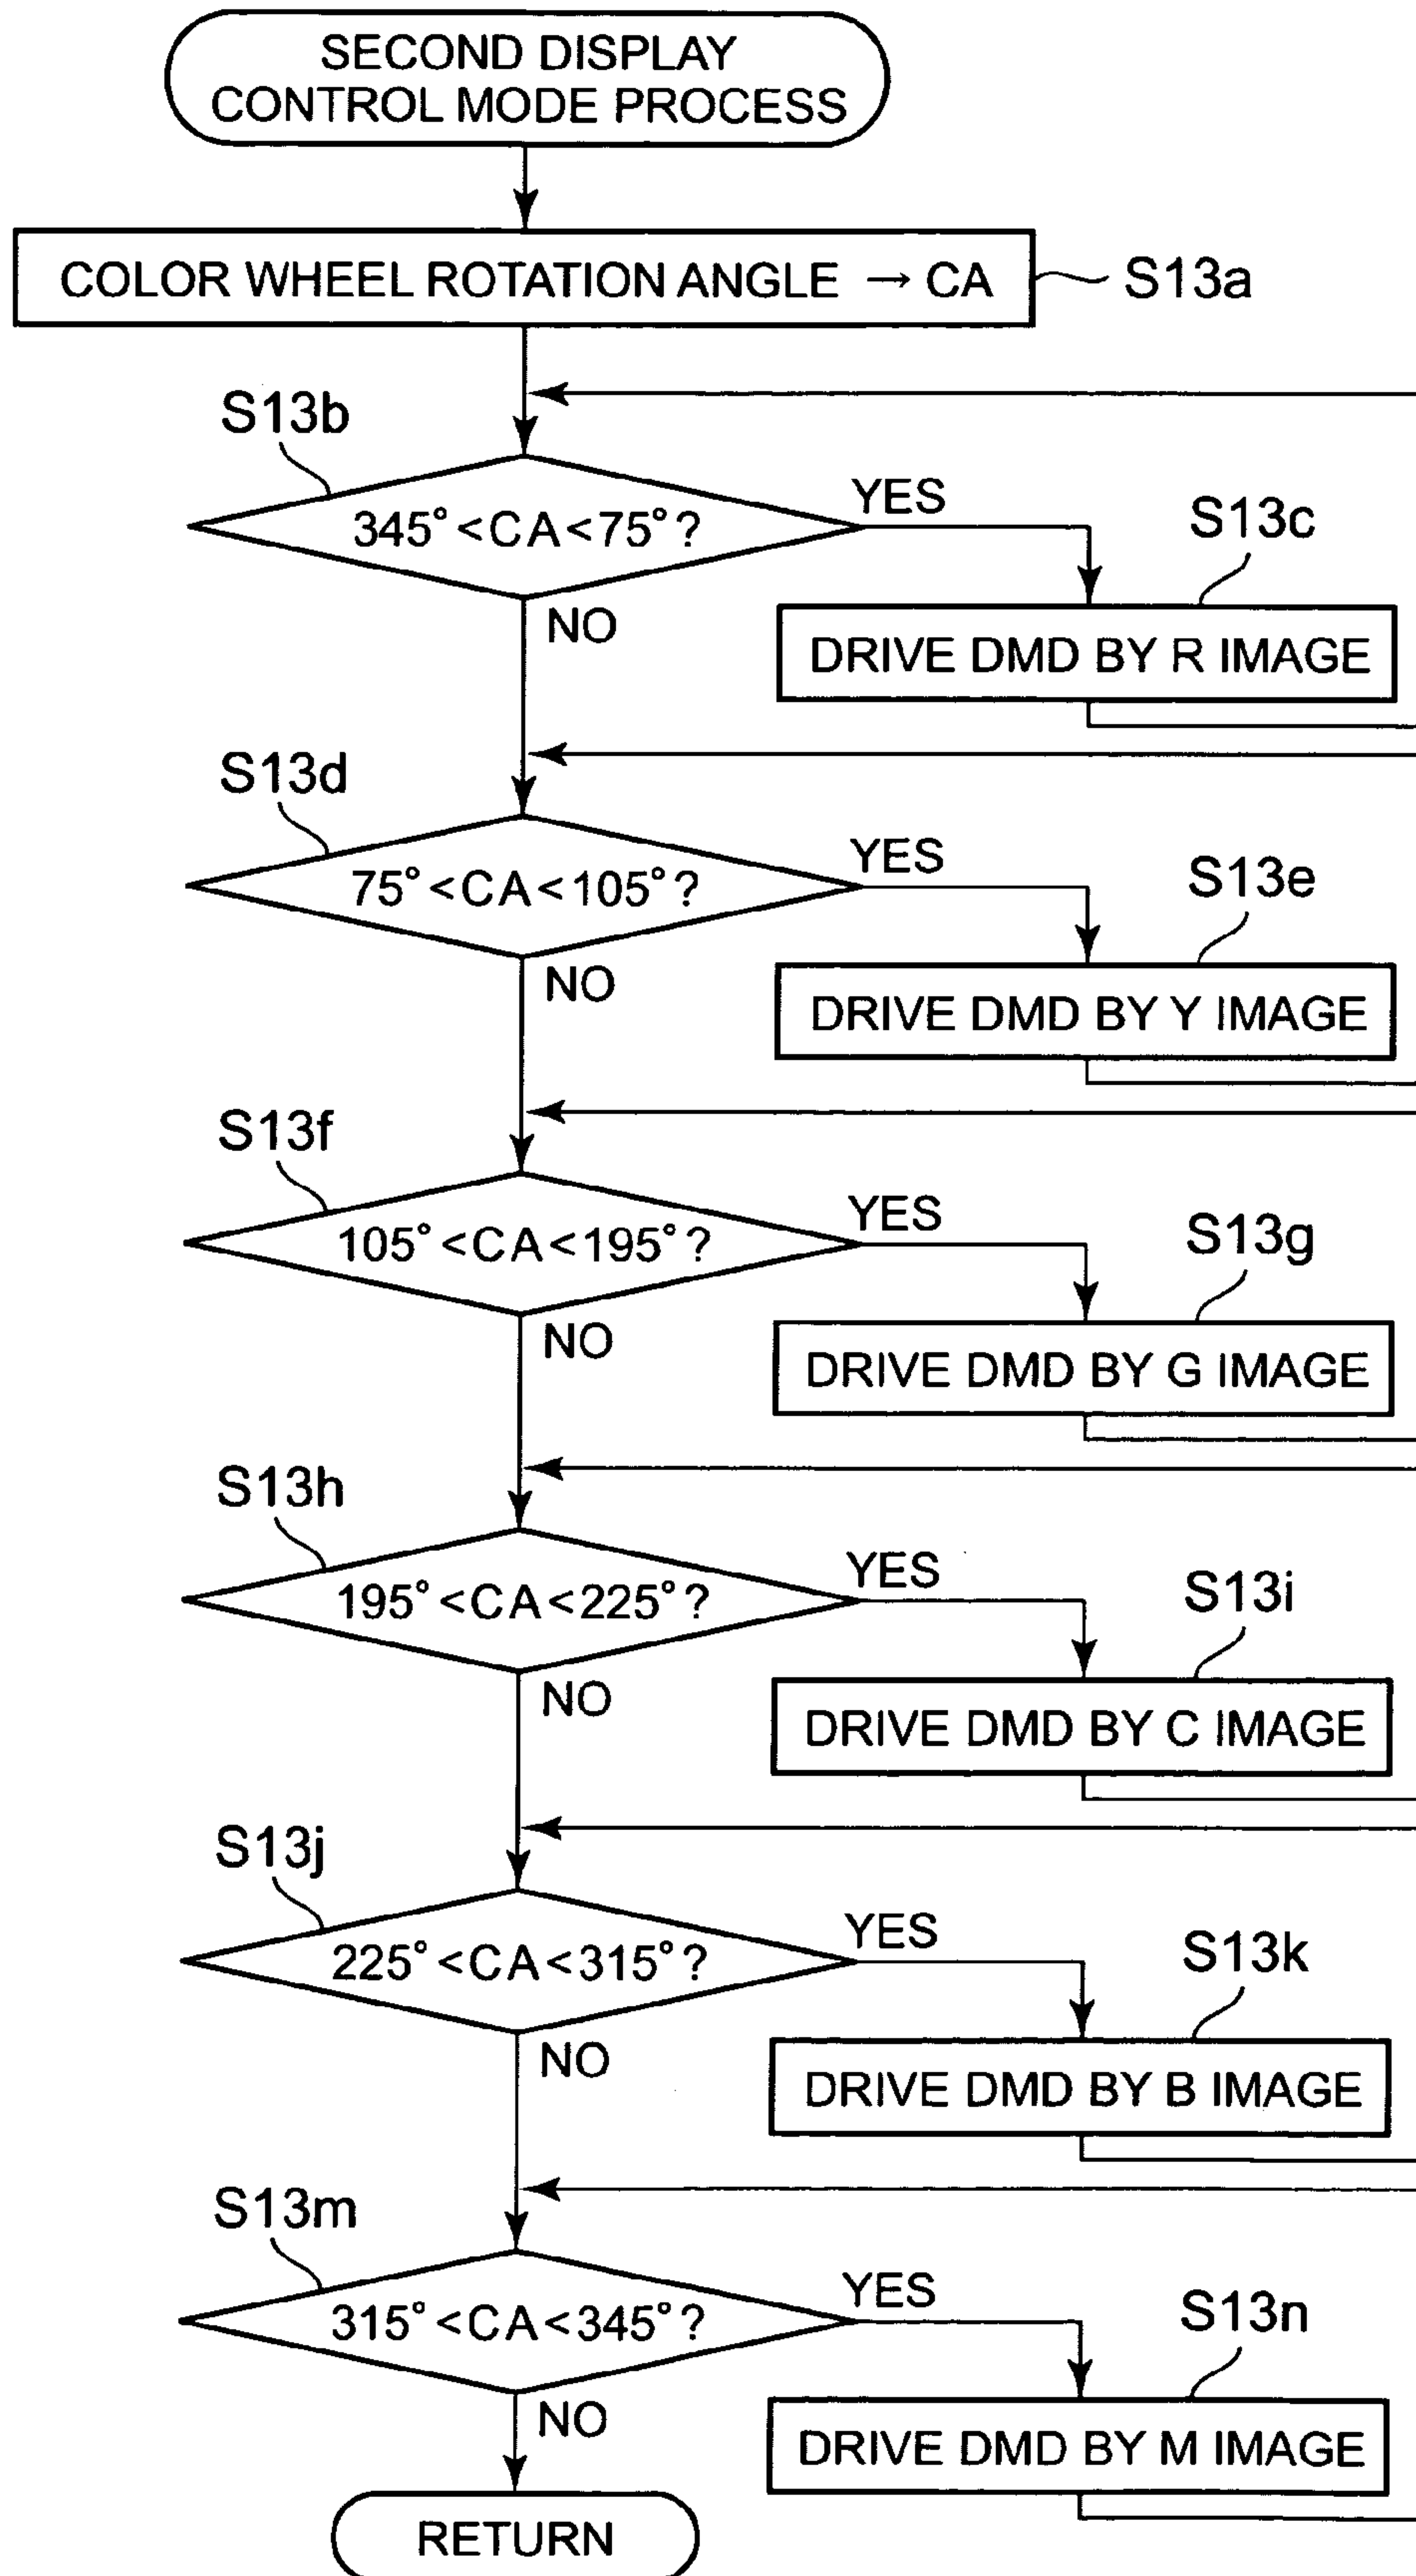 SECOND DISPLAY
CONTROL MODE PROCESS
COLOR WHEEL ROTATION ANGLE → CA
S13a
S13b
345°<CA<75°?
YES
NO
S13c
DRIVE DMD BY R IMAGE
S13d
75°<CA<105°?
YES
NO
S13e
DRIVE DMD BY Y IMAGE
S13f
105°<CA<195°?
YES
NO
S13g
DRIVE DMD BY G IMAGE
S13h
195°<CA<225°?
YES
NO
S13i
DRIVE DMD BY C IMAGE
S13j
225°<CA<315°?
YES
NO
S13k
DRIVE DMD BY B IMAGE
S13m
315°<CA<345°?
YES
NO
S13n
DRIVE DMD BY M IMAGE
RETURN